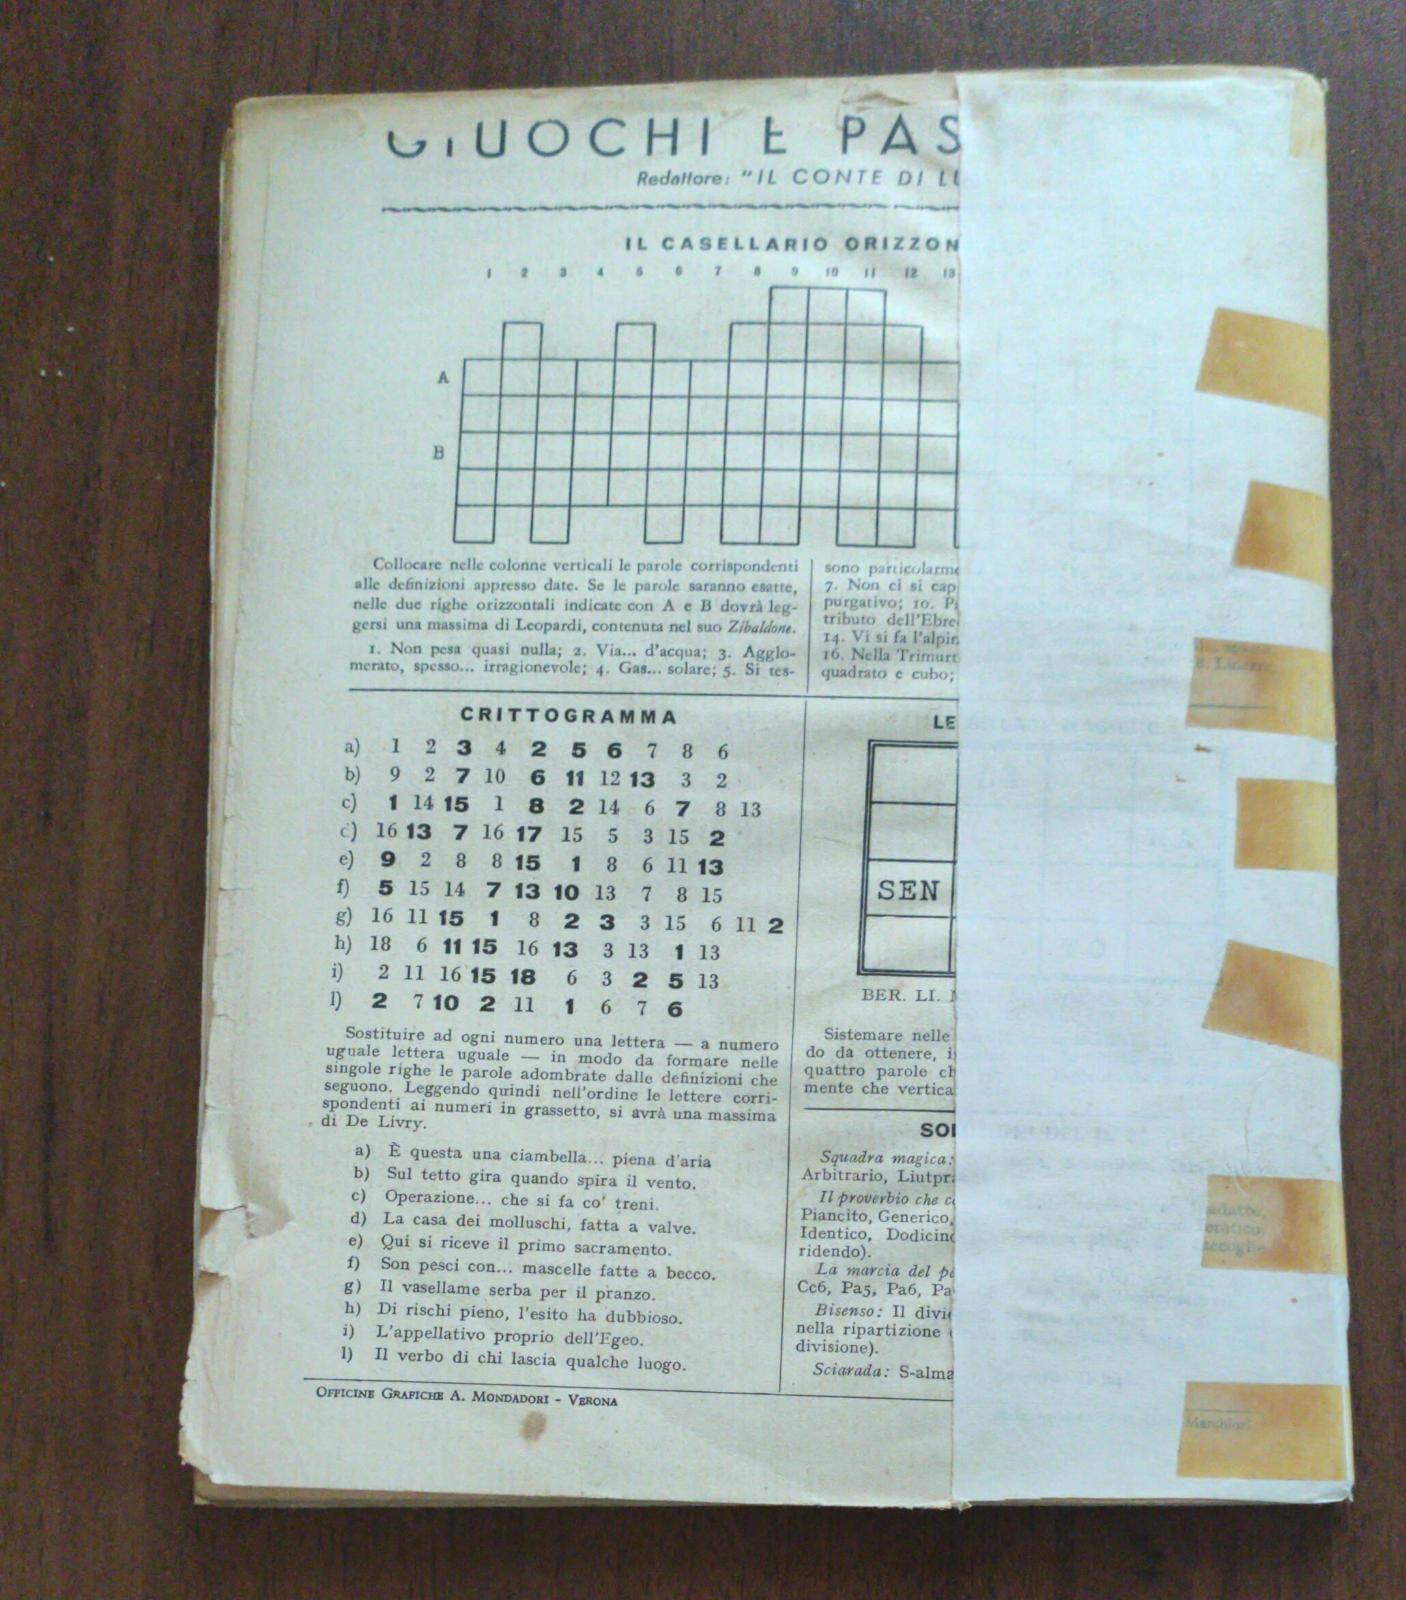 GIUOCHI E PAS
Redattore: "IL CONTE DI LU
IL CASELLARIO ORIZZON
1 2 3 4 5 6 7 8 9 10 11 12 13
A
B
Collocare nelle colonne verticali le parole corrispondenti
alle definizioni appresso date. Se le parole saranno esatte,
nelle due righe orizzontali indicate con A e B dovrà leg-
gersi una massima di Leopardi, contenuta nel suo Zibaldone.
1. Non pesa quasi nulla; 2. Via... d'acqua; 3. Agglo-
merato, spesso... irragionevole; 4. Gas... solare; 5. Si tes-
sono particolarme
7. Non ci si cap
purgativo; 10. P
tributo dell'Ebre
14. Vi si fa l'alpin
16. Nella Trimurt
quadrato e cubo;
CRITTOGRAMMA
a) 1 2 3 4 2 5 6 7 8 6
b) 9 2 7 10 6 11 12 13 3 2
c) 1 14 15 1 8 2 14 6 7 8 13
c) 16 13 7 16 17 15 5 3 15 2
e) 9 2 8 8 15 1 8 6 11 13
f) 5 15 14 7 13 10 13 7 8 15
g) 16 11 15 1 8 2 3 3 15 6 11 2
h) 18 6 11 15 16 13 3 13 1 13
i) 2 11 16 15 18 6 3 2 5 13
l) 2 7 10 2 11 1 6 7 6
Sostituire ad ogni numero una lettera — a numero
uguale lettera uguale — in modo da formare nelle
singole righe le parole adombrate dalle definizioni che
seguono. Leggendo quindi nell'ordine le lettere corri-
spondenti ai numeri in grassetto, si avrà una massima
di De Livry.
a) È questa una ciambella... piena d'aria
b) Sul tetto gira quando spira il vento.
c) Operazione... che si fa co' treni.
d) La casa dei molluschi, fatta a valve.
e) Qui si riceve il primo sacramento.
f) Son pesci con... mascelle fatte a becco.
g) Il vasellame serba per il pranzo.
h) Di rischi pieno, l'esito ha dubbioso.
i) L'appellativo proprio dell'Egeo.
l) Il verbo di chi lascia qualche luogo.
LE
SEN
BER. LI.
Sistemare nelle
do da ottenere, i
quattro parole ch
mente che vertica
SOL
Squadra magica:
Arbitrario, Liutpr
Il proverbio che c
Piancito, Generico,
Identico, Dodicin
ridendo).
La marcia del p
Cc6, Pa5, Pa6, Pa
Bisenso: Il divi
nella ripartizione
divisione).
Sciarada: S-alma
OFFICINE GRAFICHE A. MONDADORI - VERONA
Marchiori